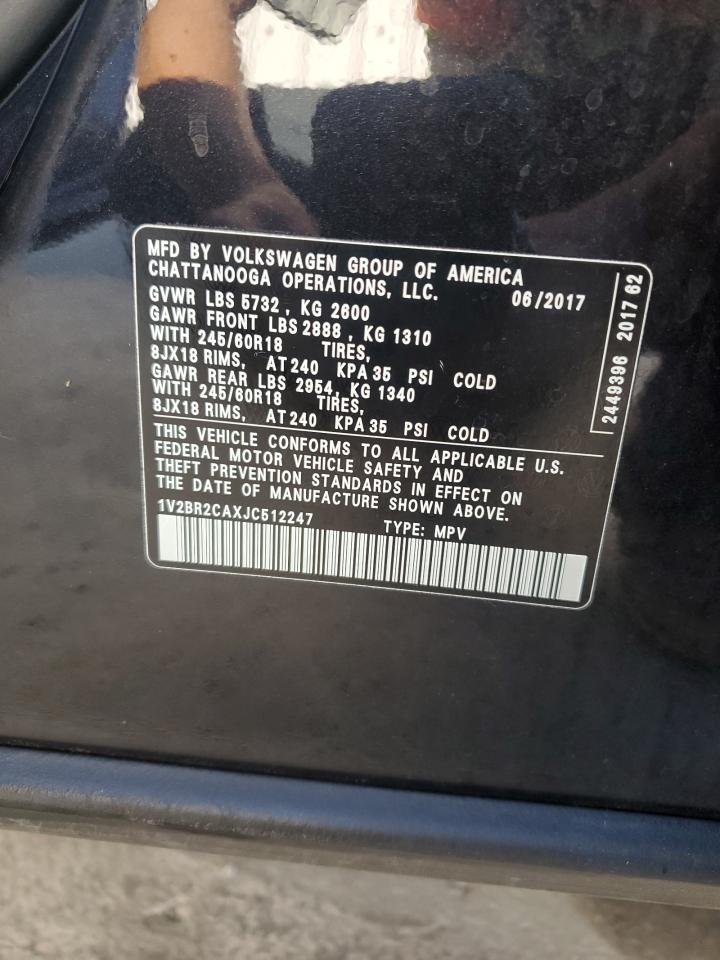 MFD BY VOLKSWAGEN GROUP OF AMERICA
CHATTANOOGA OPERATIONS, LLC. 06/2017
GVWR LBS 5732 , KG 2600
GAWR FRONT LBS 2888 , KG 1310
WITH 245/60R18 TIRES,
8JX18 RIMS, AT 240 KPA 35 PSI COLD
GAWR REAR LBS 2954, KG 1340
WITH 245/60R18 TIRES,
8JX18 RIMS, AT 240 KPA 35 PSI COLD
THIS VEHICLE CONFORMS TO ALL APPLICABLE U.S.
FEDERAL MOTOR VEHICLE SAFETY AND
THEFT PREVENTION STANDARDS IN EFFECT ON
THE DATE OF MANUFACTURE SHOWN ABOVE.
1V2BR2CAXJC512247 TYPE: MPV
2449396 2017 62